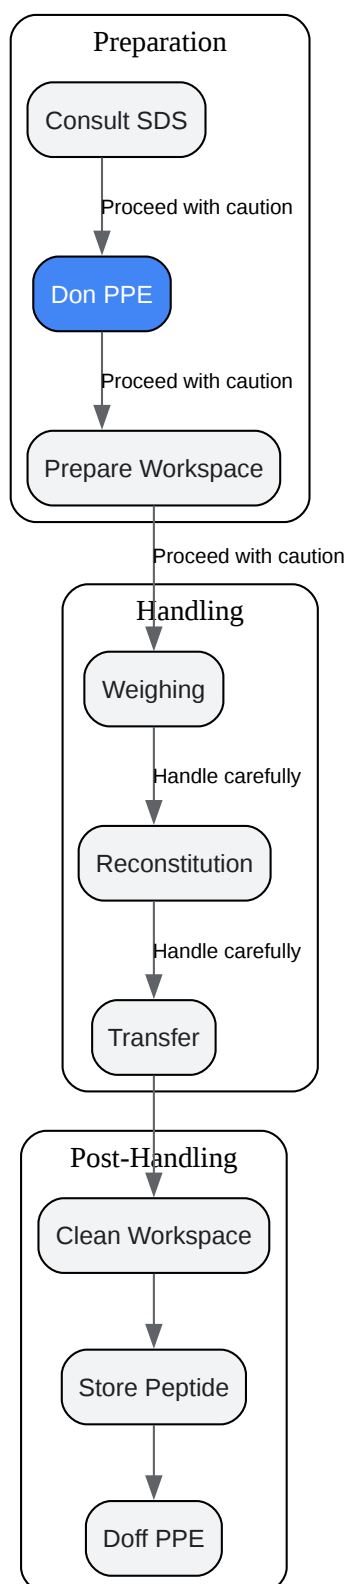 Preparation
Consult SDS
Proceed with caution
Don PPE
Proceed with caution
Prepare Workspace
Proceed with caution
Handling
Weighing
Handle carefully
Reconstitution
Handle carefully
Transfer
Post-Handling
Clean Workspace
Store Peptide
Doff PPE